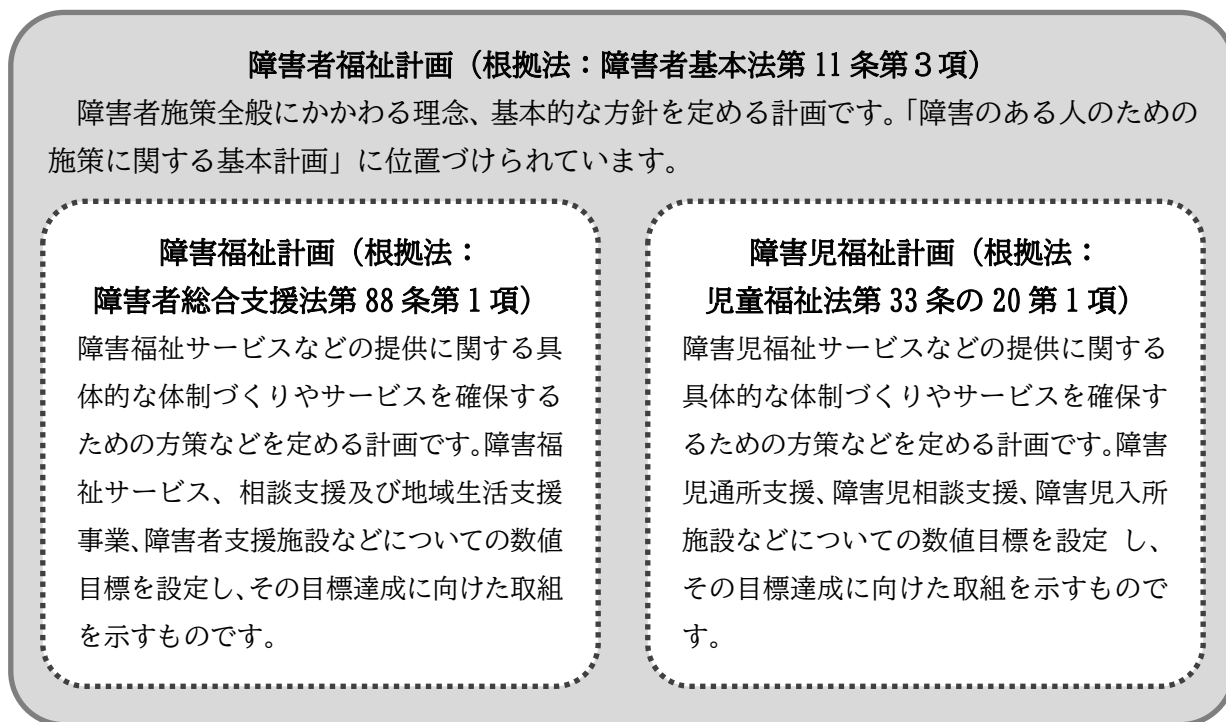 障害者福祉計画（根拠法：障害者基本法第 11 条第３項）
障害者施策全般にかかわる理念、基本的な方針を定める計画です。「障害のある人のための
施策に関する基本計画」に位置づけられています。
障害福祉計画（根拠法：
障害者総合支援法第 88 条第１項）
障害福祉サービスなどの提供に関する具
体的な体制づくりやサービスを確保する
ための方策などを定める計画です。障害福
祉サービス、相談支援及び地域生活支援
事業、障害者支援施設などについての数値
目標を設定し、その目標達成に向けた取組
を示すものです。
障害児福祉計画（根拠法：
児童福祉法第 33 条の 20 第１項）
障害児福祉サービスなどの提供に関する
具体的な体制づくりやサービスを確保す
るための方策などを定める計画です。障害
児通所支援、障害児相談支援、障害児入所
施設などについての数値目標を設定 し、
その目標達成に向けた取組を示すもので
す。